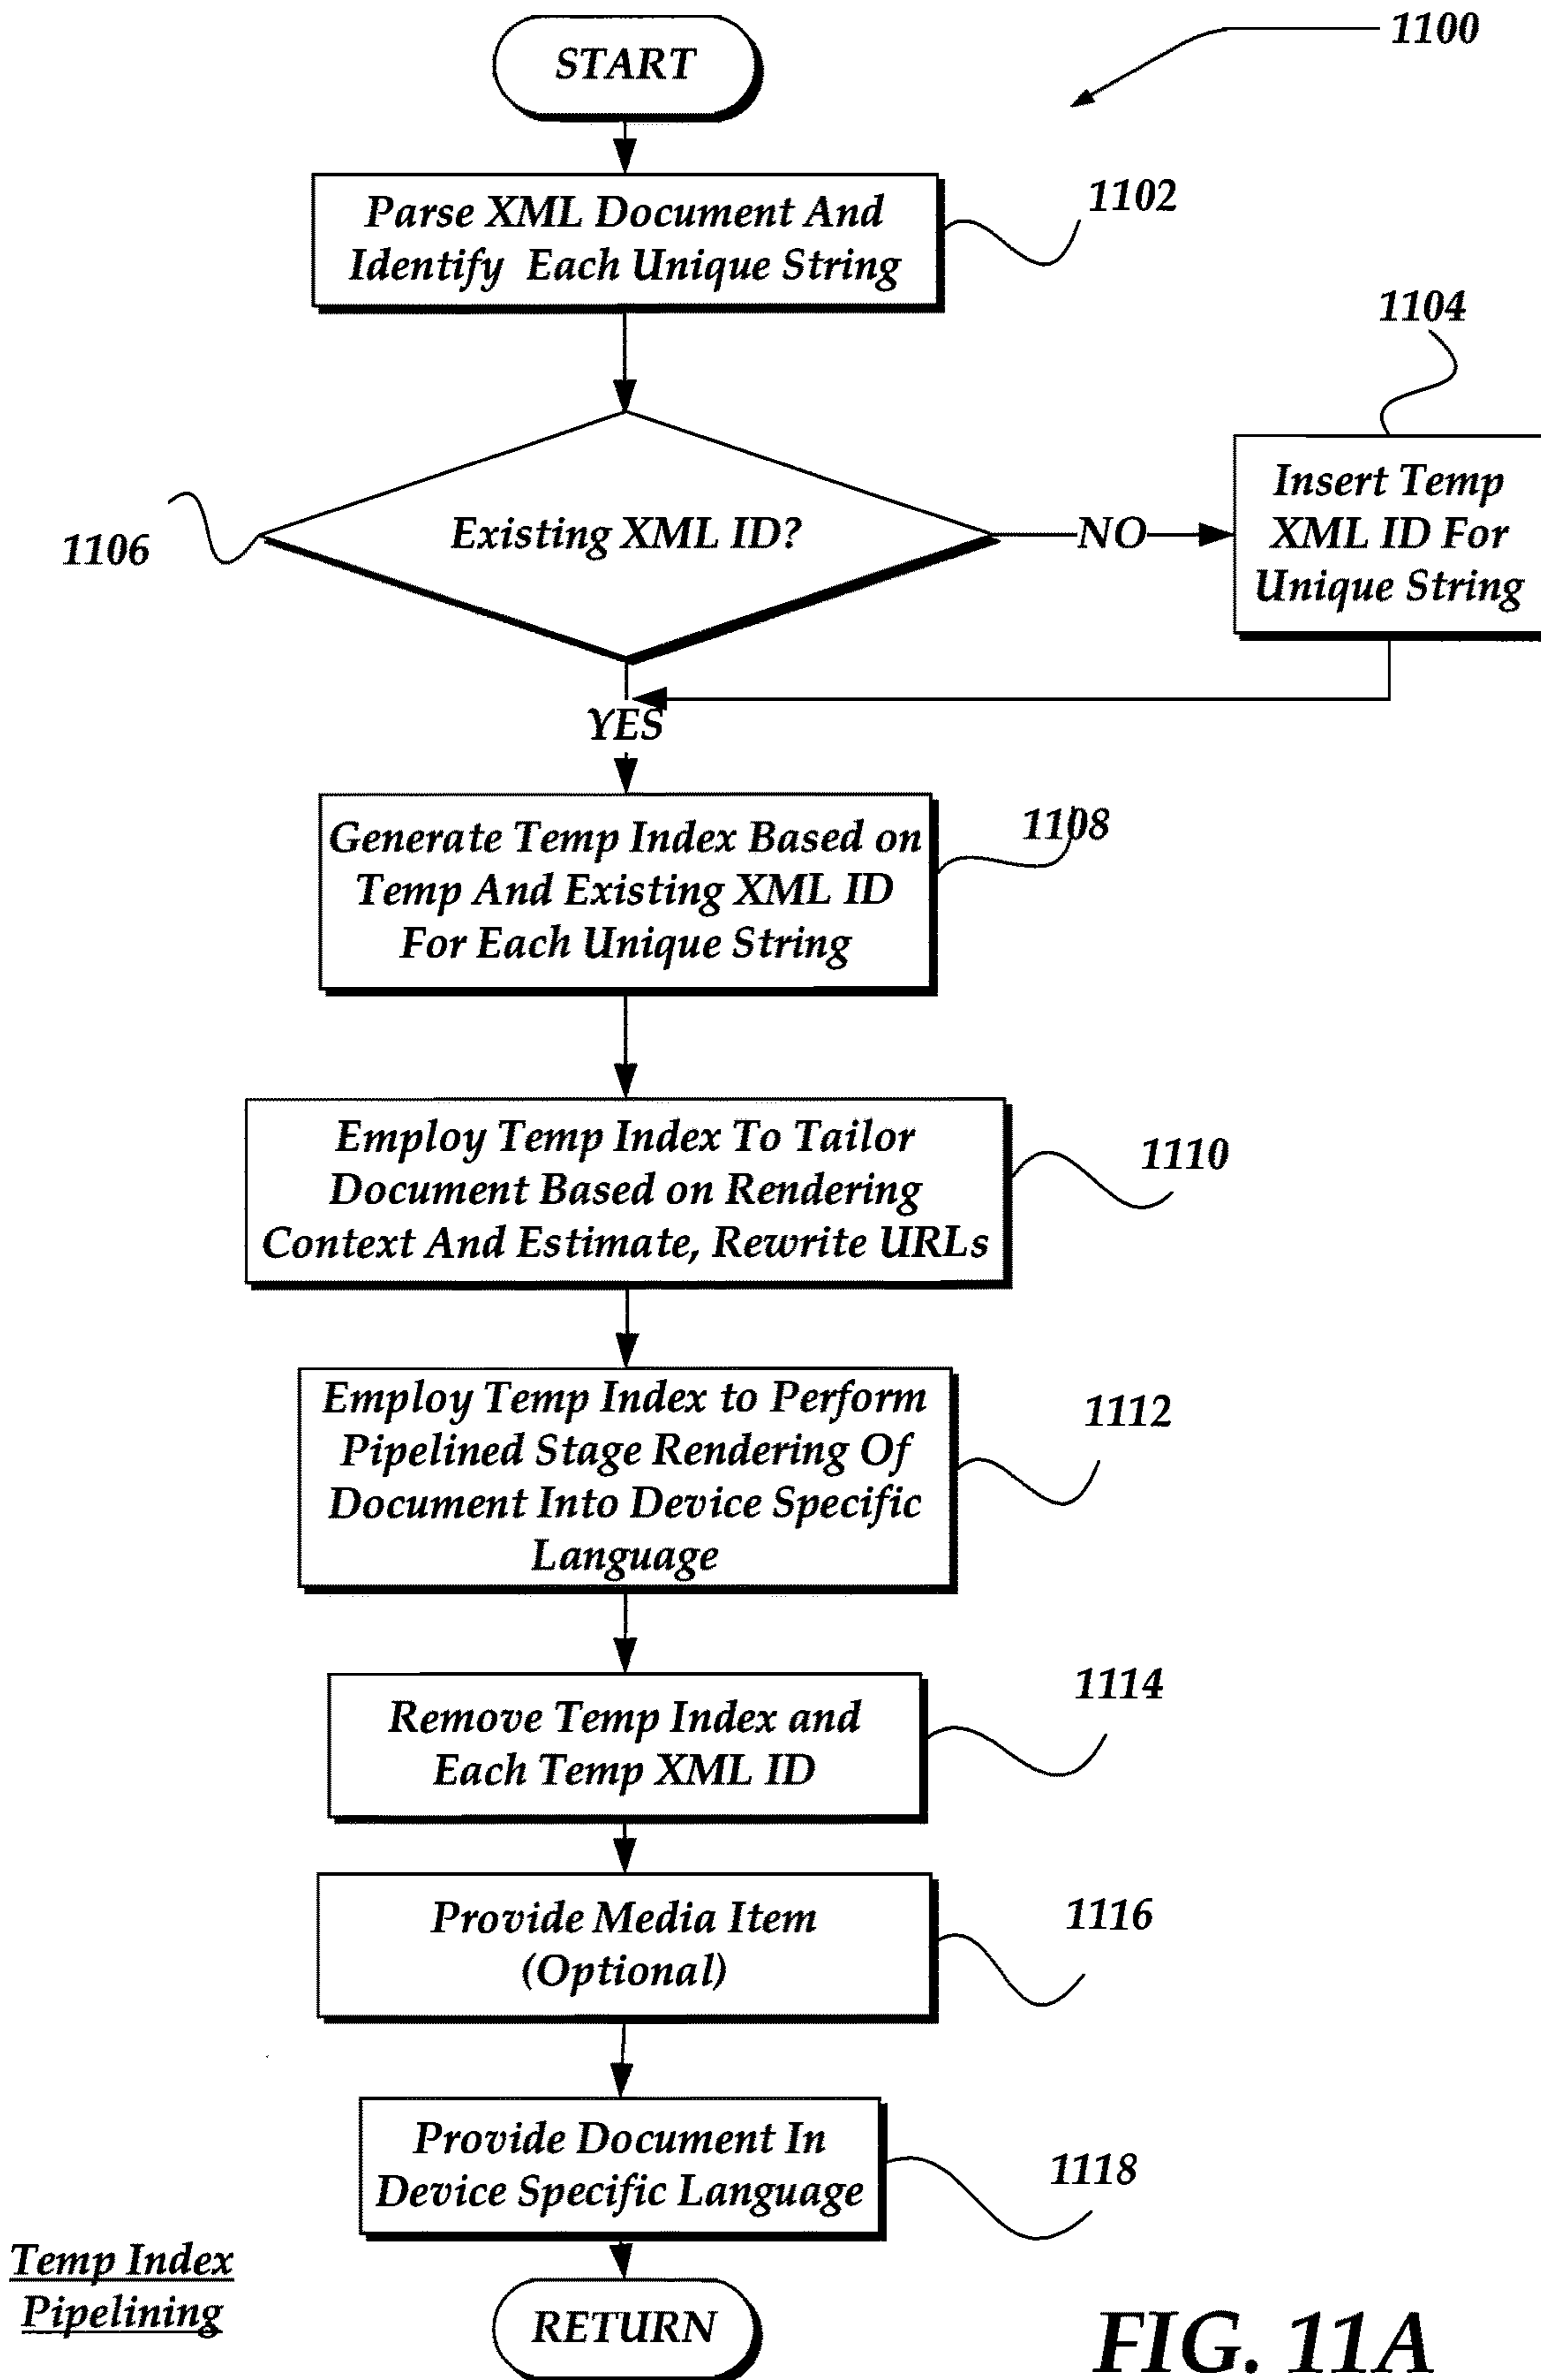 START
1100
Parse XML Document And
Identify Each Unique String
1102
1104
Existing XML ID?
1106
NO
Insert Temp
XML ID For
Unique String
YES
Generate Temp Index Based on
Temp And Existing XML ID
For Each Unique String
1108
Employ Temp Index To Tailor
Document Based on Rendering
Context And Estimate, Rewrite URLs
1110
Employ Temp Index to Perform
Pipelined Stage Rendering Of
Document Into Device Specific
Language
1112
Remove Temp Index and
Each Temp XML ID
1114
Provide Media Item
(Optional)
1116
Provide Document In
Device Specific Language
1118
Temp Index
Pipelining
RETURN
FIG. 11A